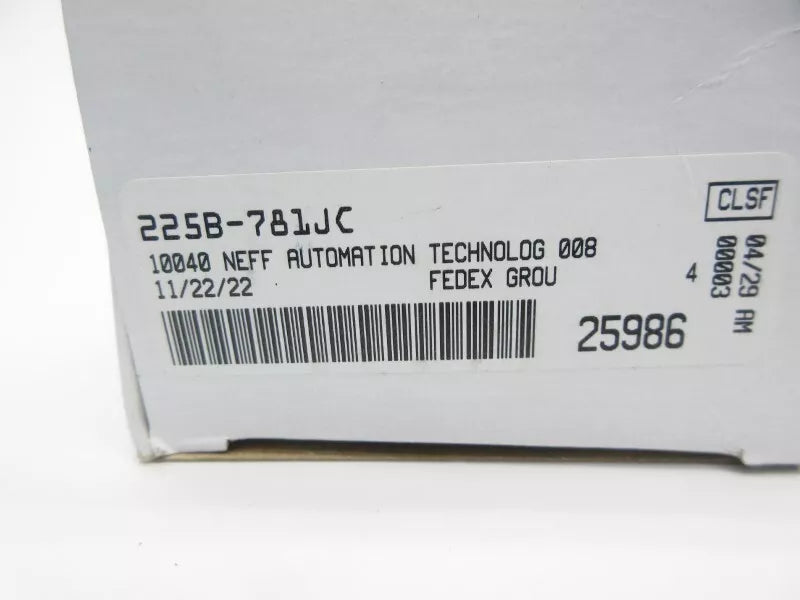 225B-781JC
10040 NEFF AUTOMATION TECHNOLOG 008
11/22/22 FEDEX GROU 4
25986
CLSF
04/29 AM
00003